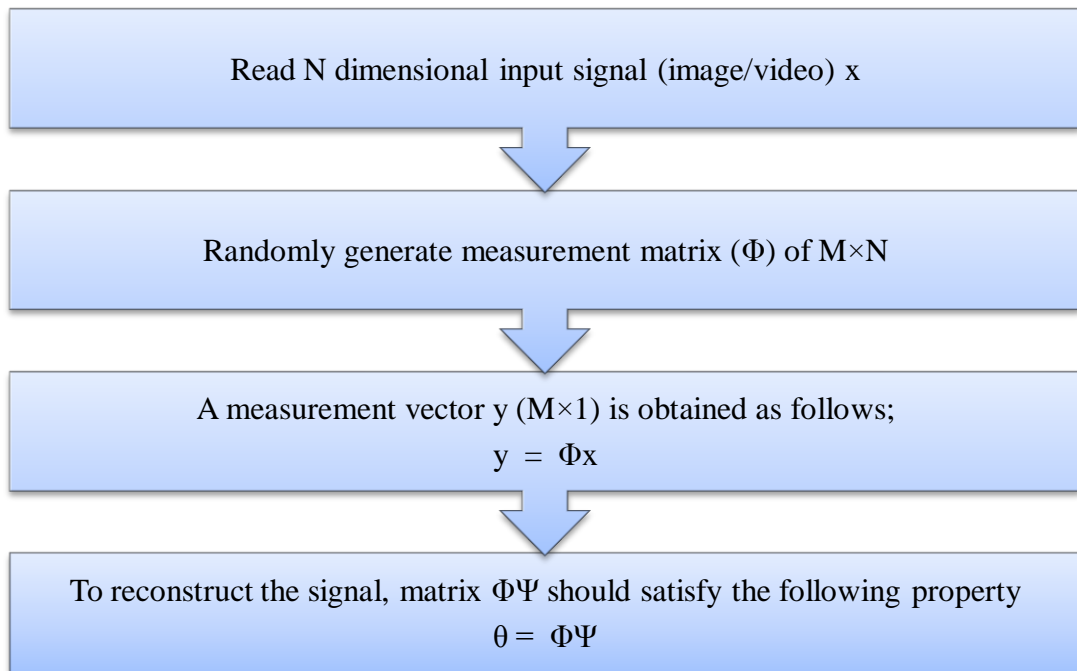 Read N dimensional input signal (image/video) x
Randomly generate measurement matrix (Φ) of M×N
A measurement vector y (M×1) is obtained as follows;
y = Φx
To reconstruct the signal, matrix ΦΨ should satisfy the following property
θ = ΦΨ